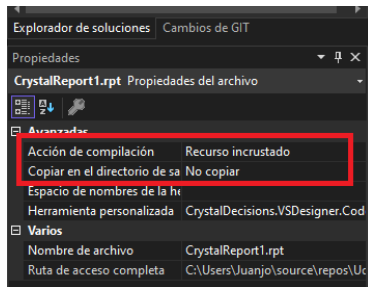 Explorador de soluciones Cambios de GIT
Propiedades
CrystalReport1.rpt Propiedades del archivo
Avanzadas
Acción de compilación Recurso incrustado
Copiar en el directorio de sa No copiar
Espacio de nombres de la he
Herramienta personalizada CrystalDecisions.VSDesigner.Cod
Varios
Nombre de archivo CrystalReport1.rpt
Ruta de acceso completa C:\Users\Juanjo\source\repos\Uc